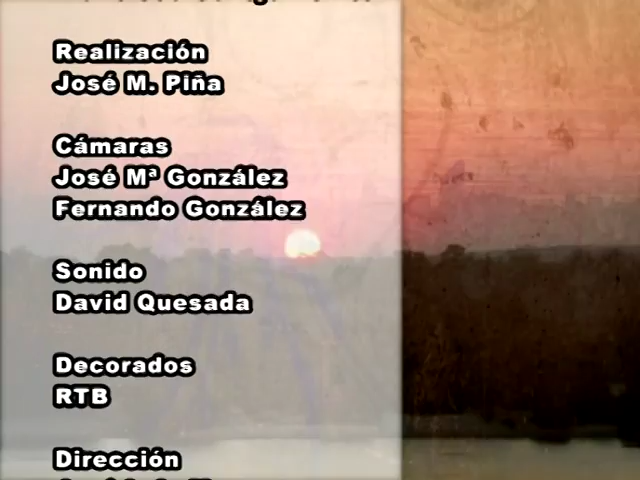 Realización
José M. Piña
Cámaras
José Mª González
Fernando González
Sonido
David Quesada
Decorados
RTB
Dirección